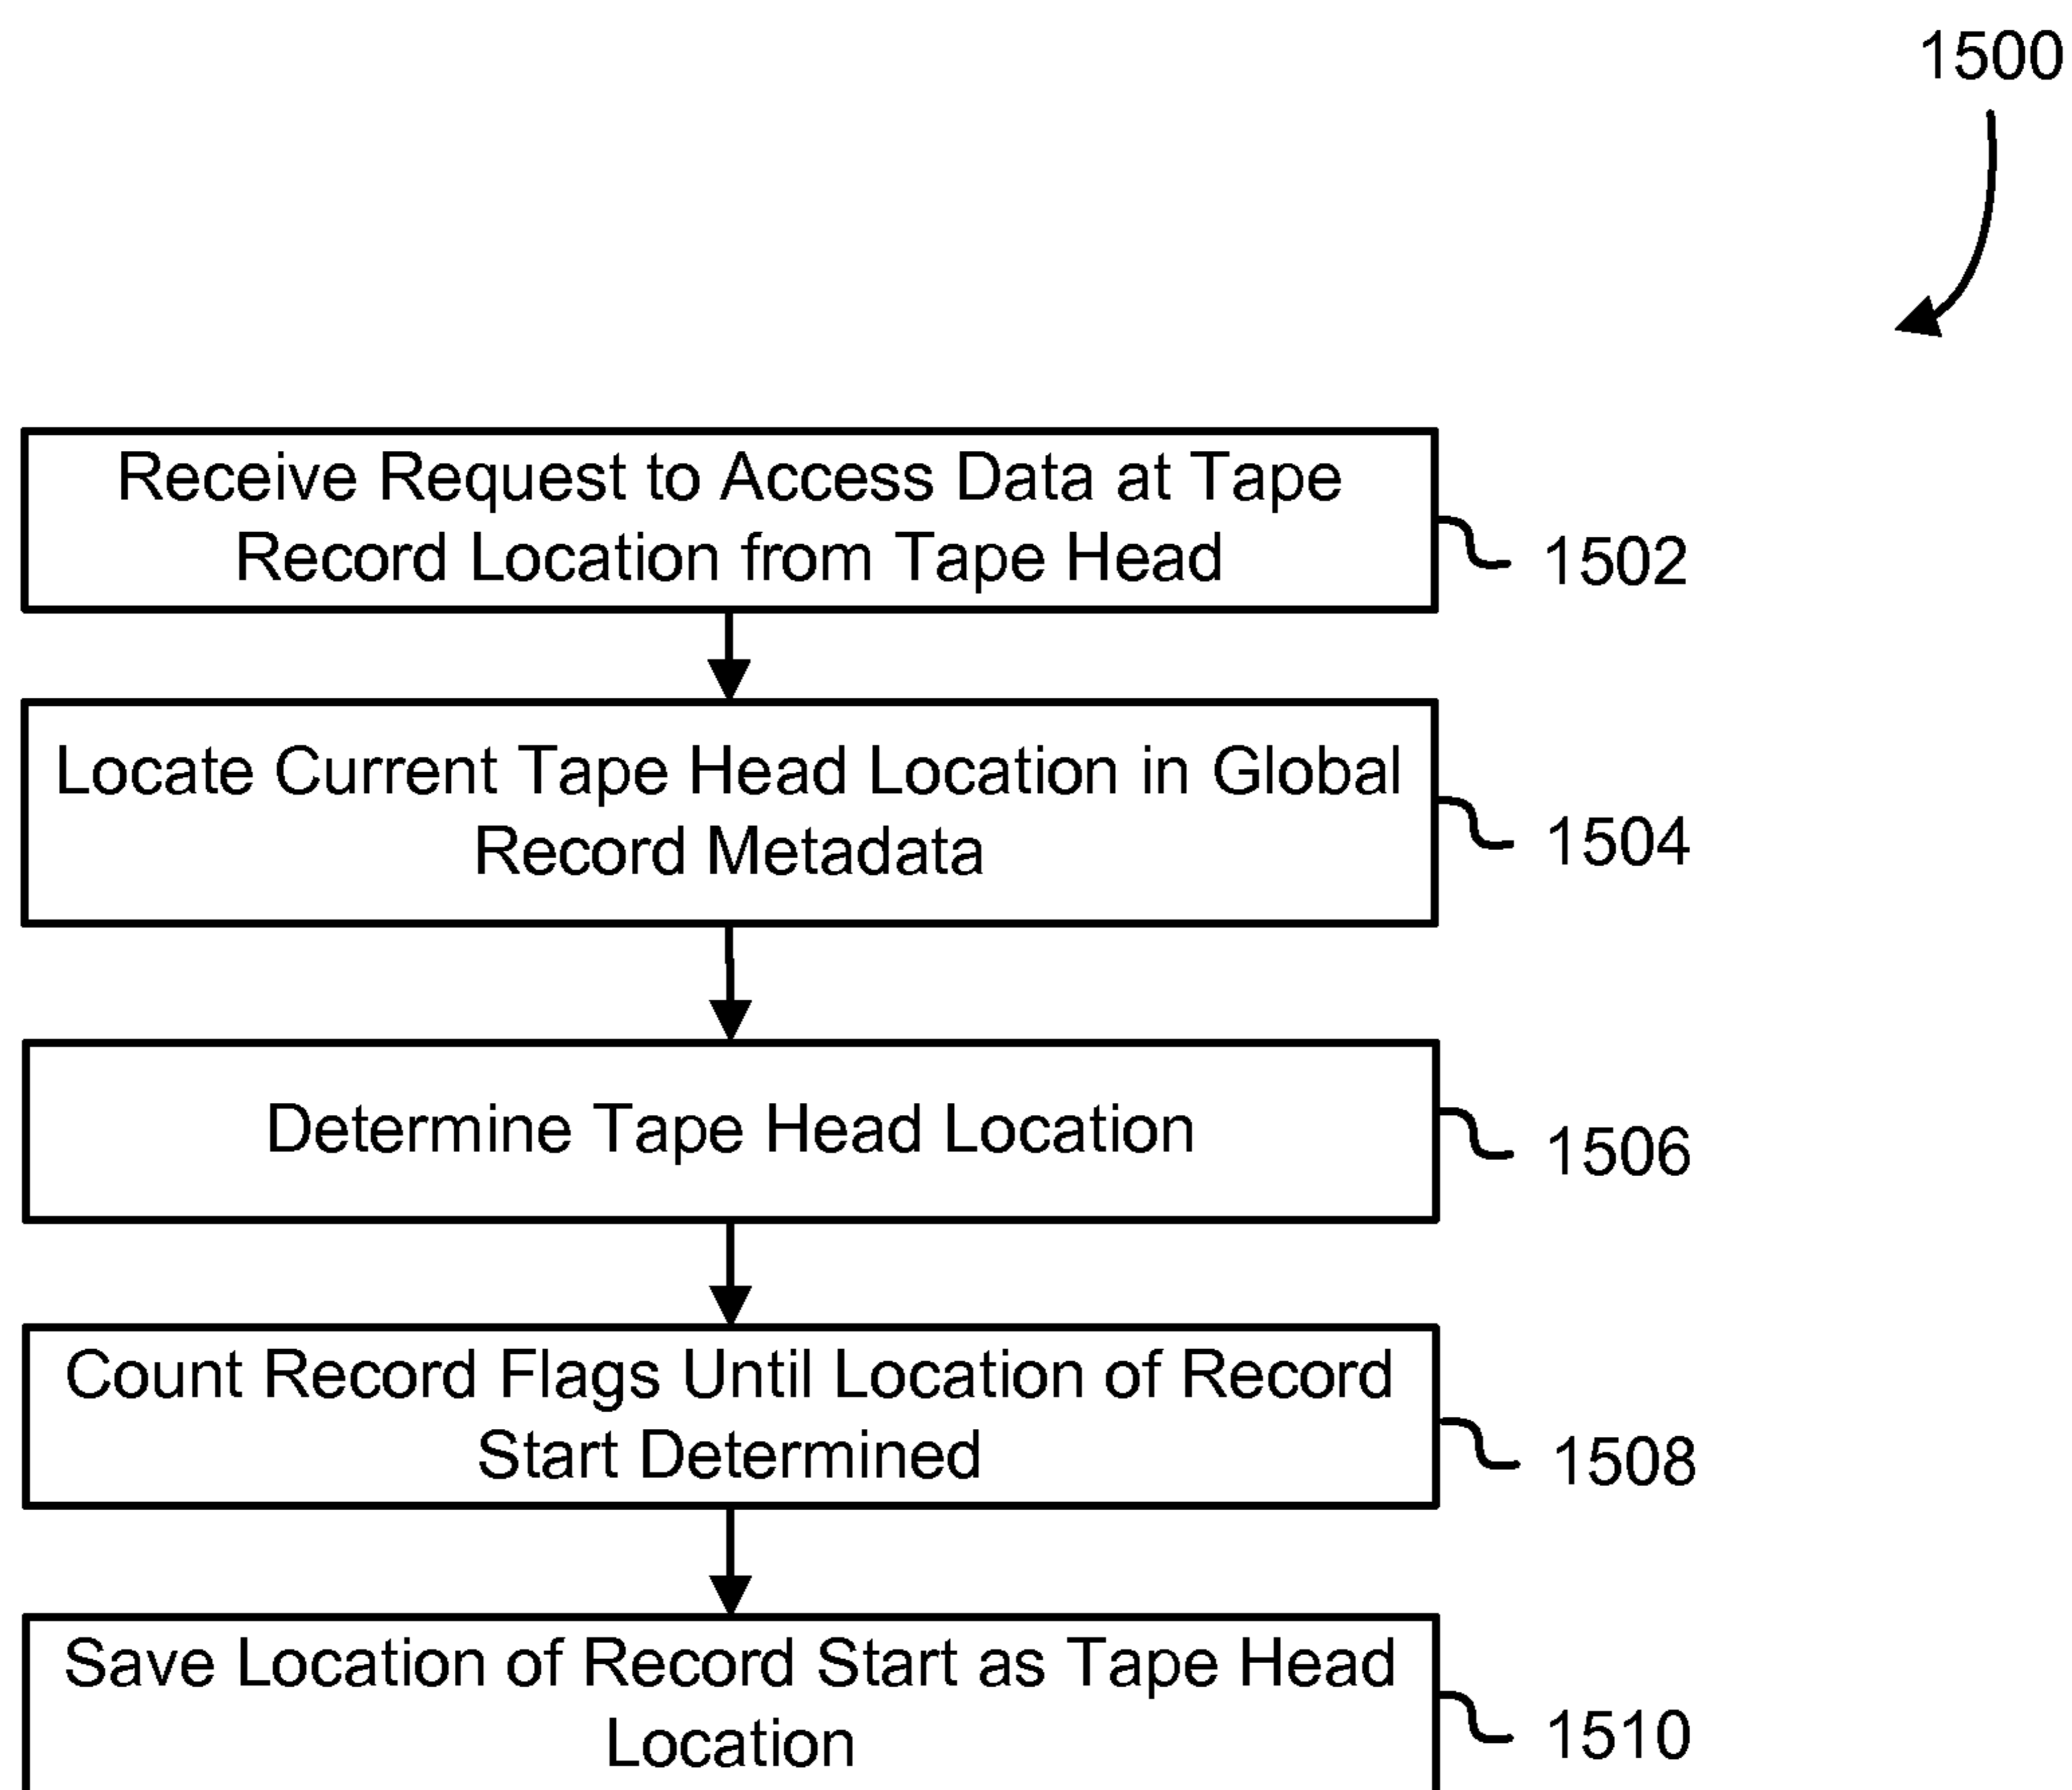 1500
Receive Request to Access Data at Tape
Record Location from Tape Head
1502
Locate Current Tape Head Location in Global
Record Metadata
1504
Determine Tape Head Location
1506
Count Record Flags Until Location of Record
Start Determined
1508
Save Location of Record Start as Tape Head
Location
1510